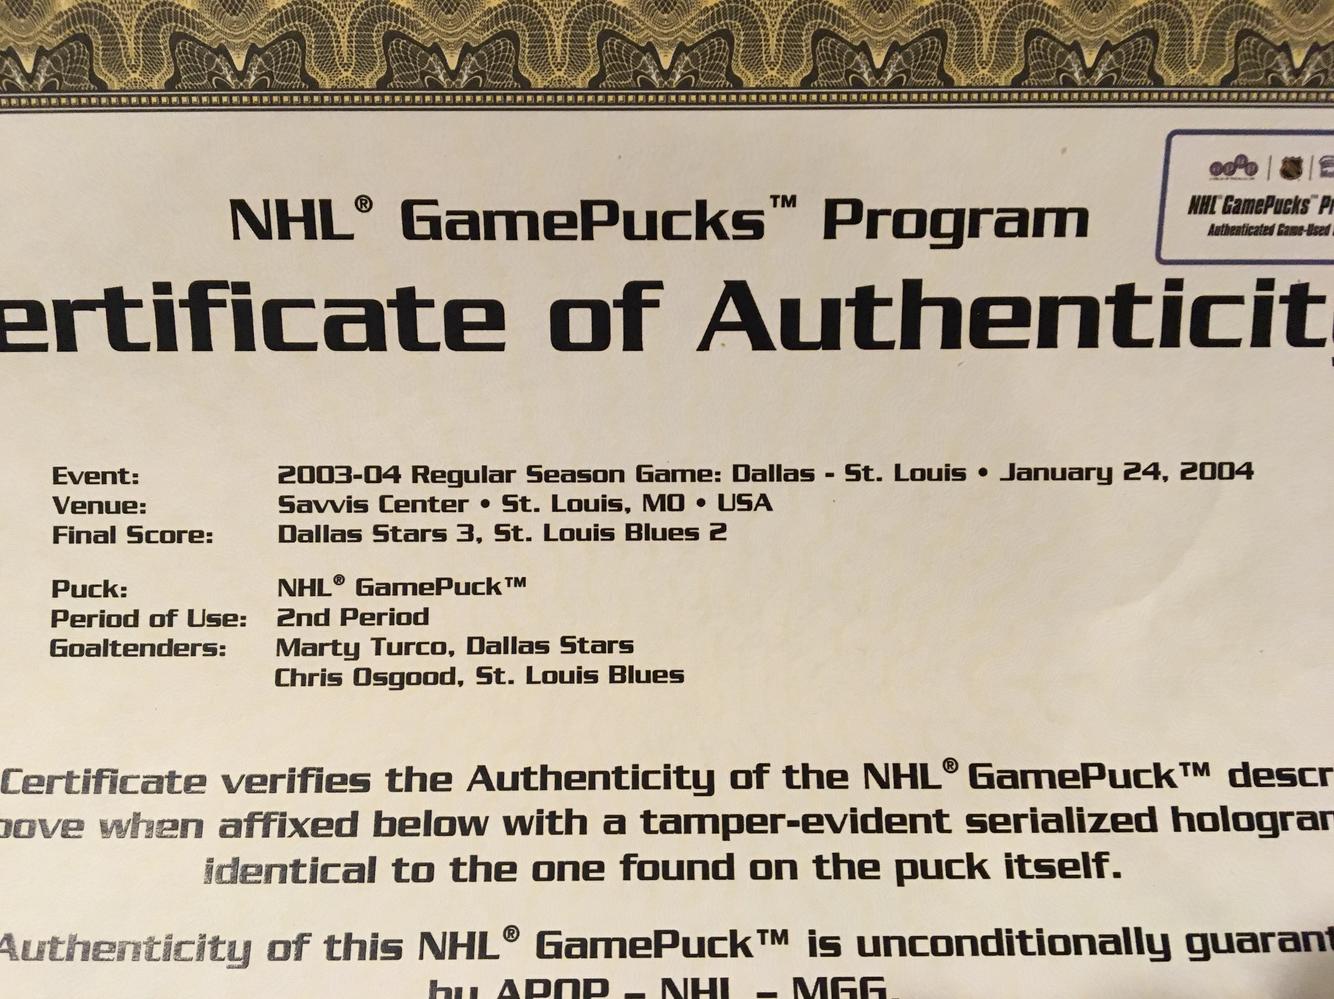 NHL® GamePucks™ Program
NHL GamePucks™ Pr
Authenticated Game-Used
ertificate of Authenticity
Event: 2003-04 Regular Season Game: Dallas - St. Louis • January 24, 2004
Venue: Savvis Center • St. Louis, MO • USA
Final Score: Dallas Stars 3, St. Louis Blues 2
Puck: NHL® GamePuck™
Period of Use: 2nd Period
Goaltenders: Marty Turco, Dallas Stars
Chris Osgood, St. Louis Blues
Certificate verifies the Authenticity of the NHL® GamePuck™ descr
bove when affixed below with a tamper-evident serialized hologram
identical to the one found on the puck itself.
Authenticity of this NHL® GamePuck™ is unconditionally guarant
by APOP – NHL – MGG.